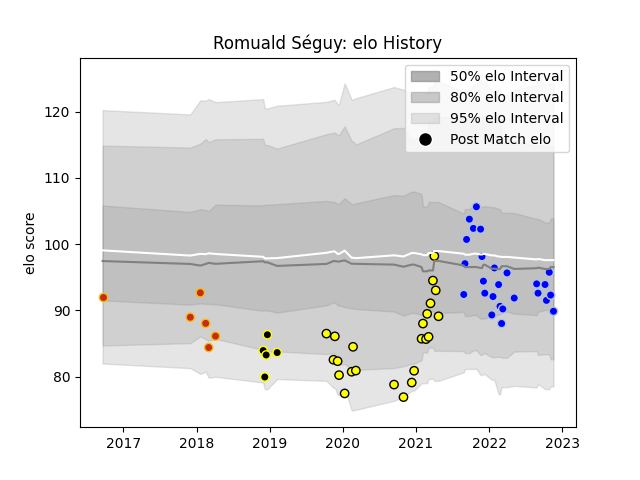 Romuald Séguy: elo History
50% elo Interval
80% elo Interval
95% elo Interval
Post Match elo
elo score
120
110
100
90
80
2017 2018 2019 2020 2021 2022 2023